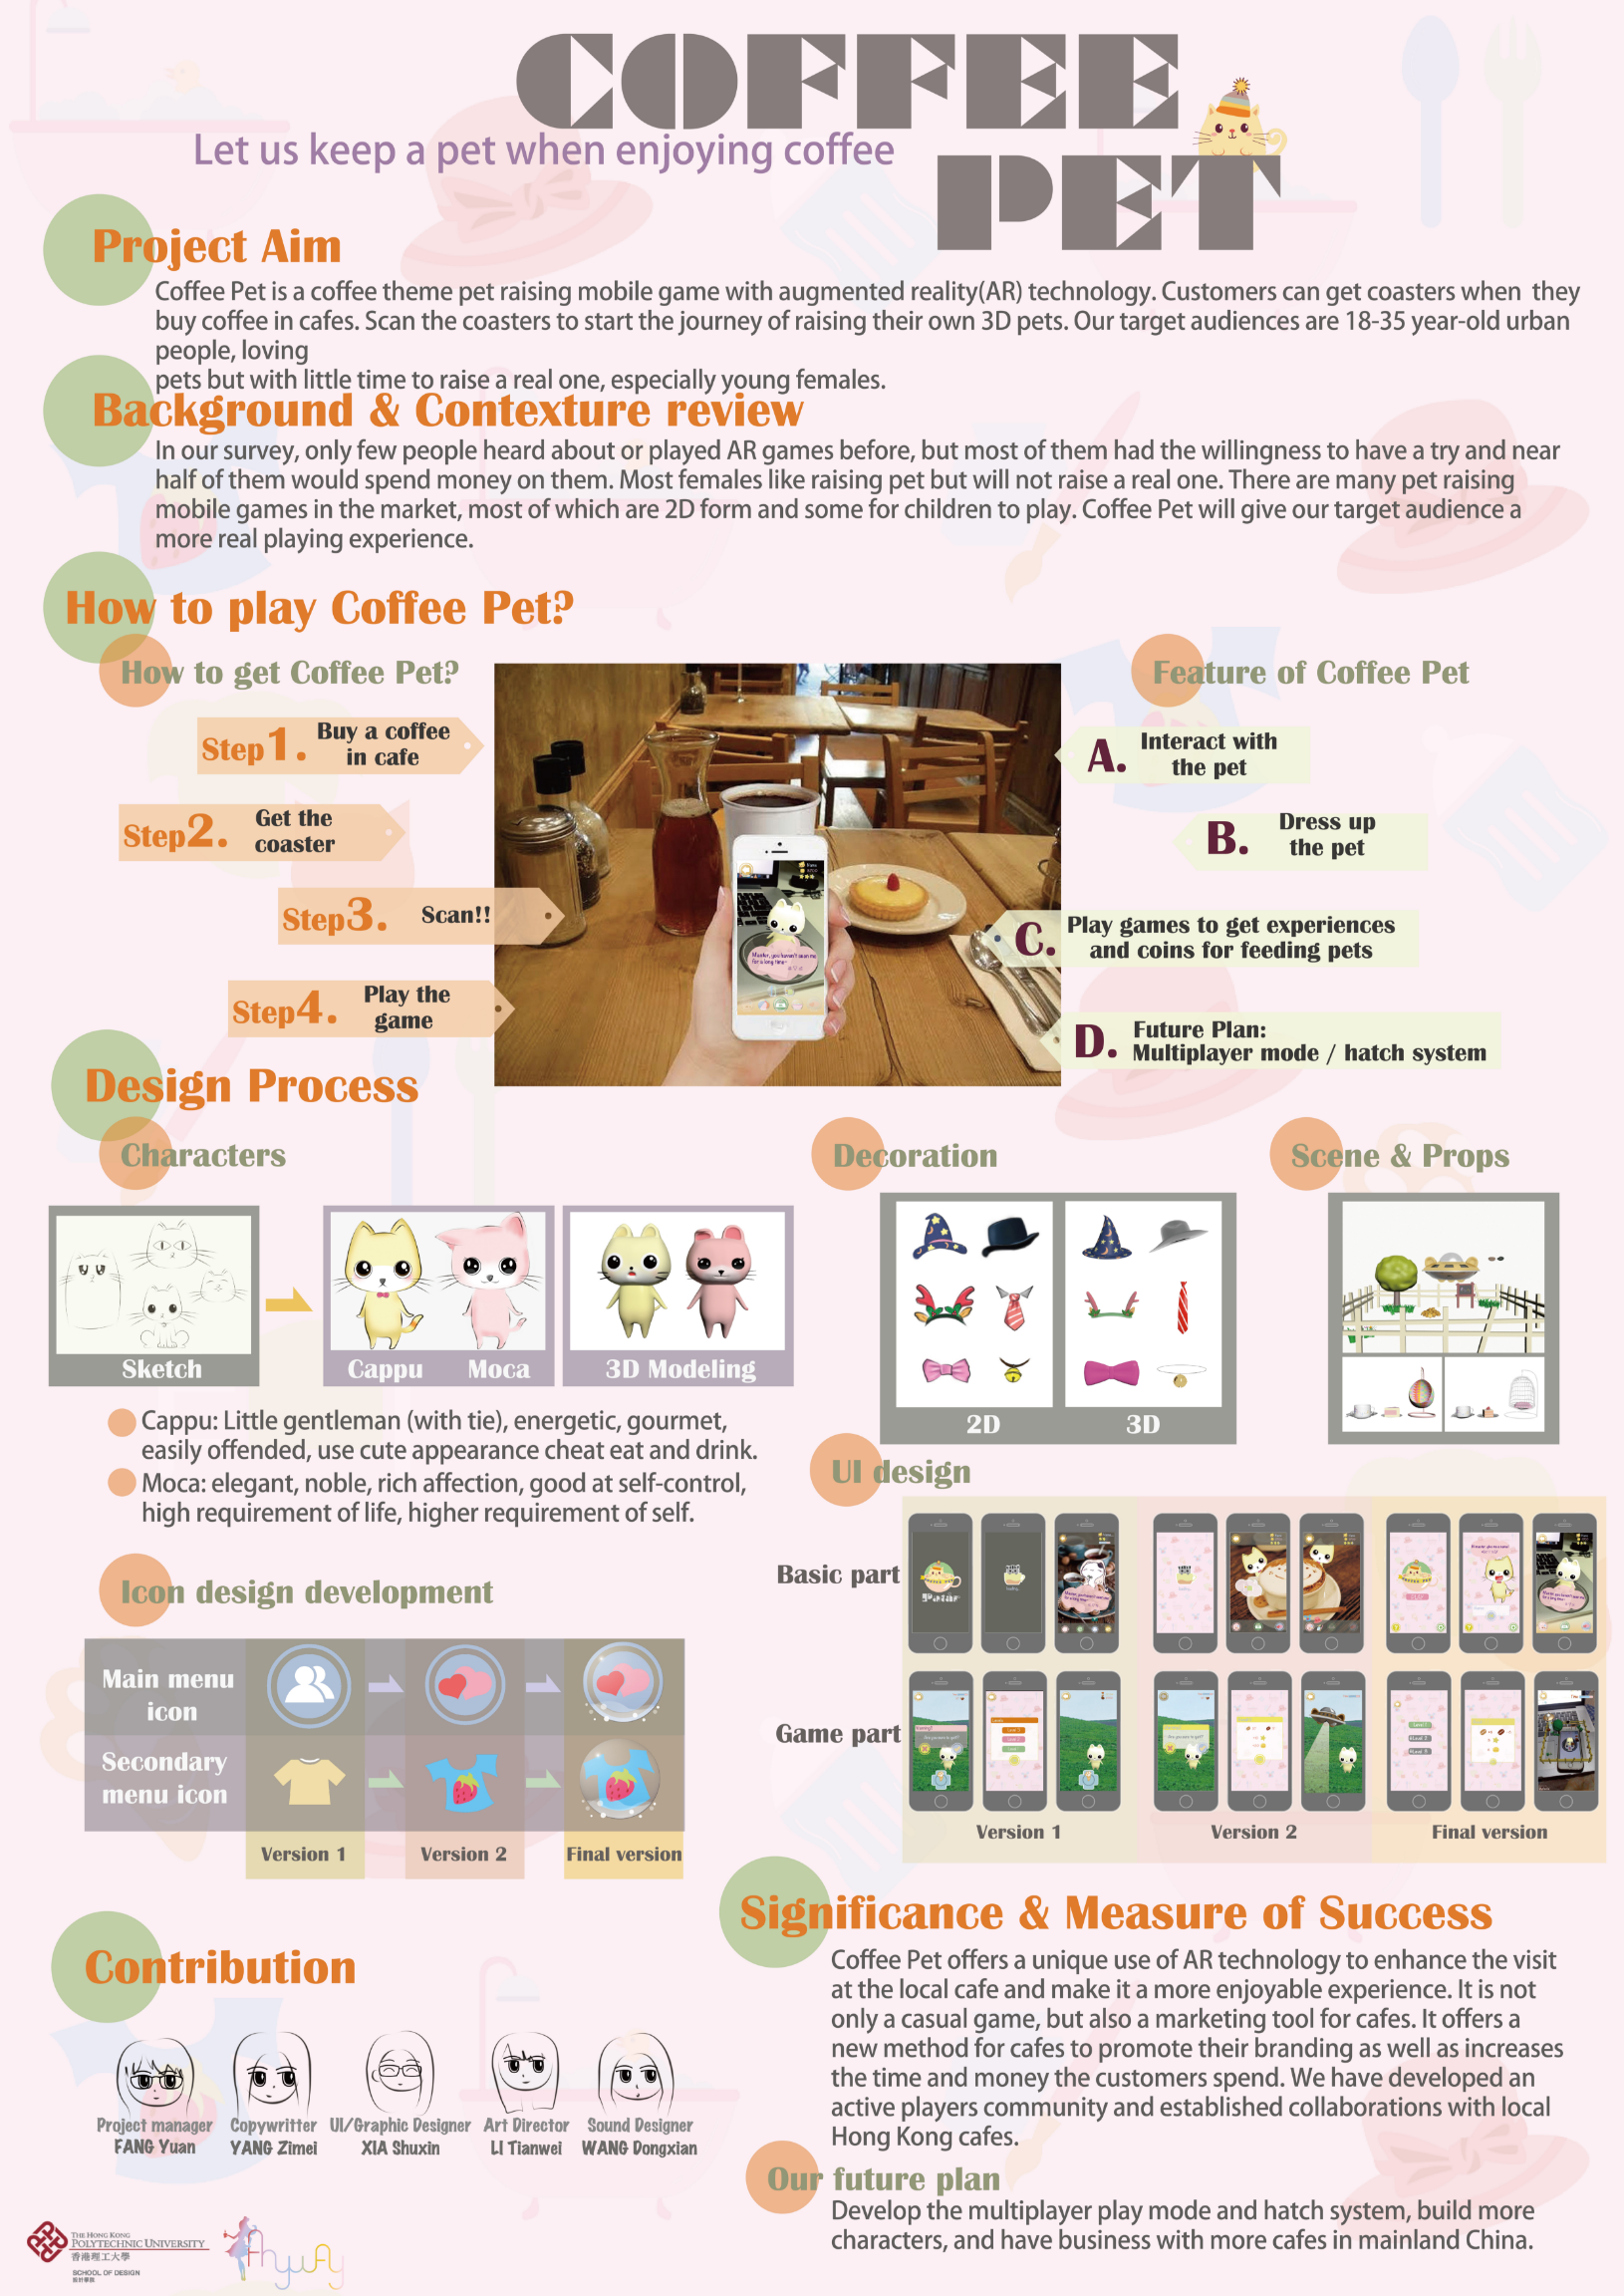 COFFEE
PET
Let us keep a pet when enjoying coffee
Project Aim
Coffee Pet is a coffee theme pet raising mobile game with augmented reality(AR) technology. Customers can get coasters when  they
buy coffee in cafes. Scan the coasters to start the journey of raising their own 3D pets. Our target audiences are 18-35 year-old urban
people, loving
pets but with little time to raise a real one, especially young females.
Background & Contexture review
In our survey, only few people heard about or played AR games before, but most of them had the willingness to have a try and near
half of them would spend money on them. Most females like raising pet but will not raise a real one. There are many pet raising
mobile games in the market, most of which are 2D form and some for children to play. Coffee Pet will give our target audience a
more real playing experience.
How to play Coffee Pet?
How to get Coffee Pet?
Step1.
Buy a coffee
in cafe
Step2.
Get the
coaster
Step3.
Scan!!
Step4.
Play the
game
Master, you haven't seen me
for a long time~
Feature of Coffee Pet
A.
Interact with
the pet
B.
Dress up
the pet
C.
Play games to get experiences
and coins for feeding pets
D.
Future Plan:
Multiplayer mode / hatch system
Design Process
Characters
Sketch
Cappu
Moca
3D Modeling
Cappu: Little gentleman (with tie), energetic, gourmet,
easily offended, use cute appearance cheat eat and drink.
Moca: elegant, noble, rich affection, good at self-control,
high requirement of life, higher requirement of self.
Decoration
2D
3D
Scene & Props
Icon design development
Main menu
icon
Secondary
menu icon
Version 1
Version 2
Final version
UI design
Basic part
Game part
Version 1
Version 2
Final version
Contribution
Project manager
FANG Yuan
Copywritter
YANG Zimei
UI/Graphic Designer
XIA Shuxin
Art Director
LI Tianwei
Sound Designer
WANG Dongxian
Significance & Measure of Success
Coffee Pet offers a unique use of AR technology to enhance the visit
at the local cafe and make it a more enjoyable experience. It is not
only a casual game, but also a marketing tool for cafes. It offers a
new method for cafes to promote their branding as well as increases
the time and money the customers spend. We have developed an
active players community and established collaborations with local
Hong Kong cafes.
Our future plan
Develop the multiplayer play mode and hatch system, build more
characters, and have business with more cafes in mainland China.
THE HONG KONG
POLYTECHNIC UNIVERSITY
香港理工大學
SCHOOL OF DESIGN
設計學院